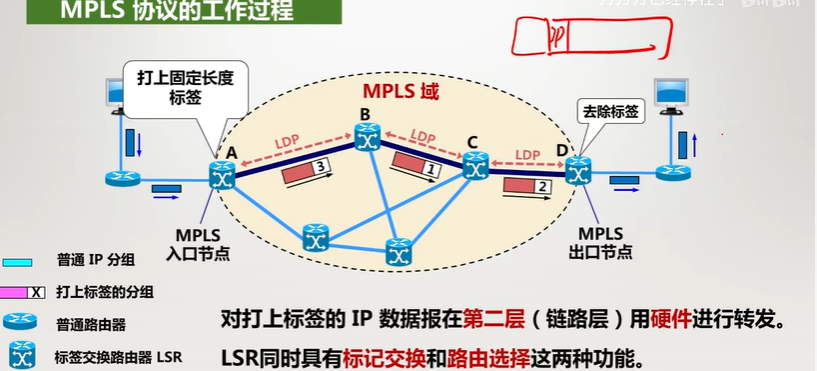 MPLS 协议的工作过程
打上固定长度
标签
MPLS 域
去除标签
A
B
C
D
LDP
LDP
LDP
3
1
2
MPLS
入口节点
MPLS
出口节点
普通 IP 分组
X
打上标签的分组
普通路由器
标签交换路由器 LSR
对打上标签的 IP 数据报在第二层（链路层）用硬件进行转发。
LSR同时具有标记交换和路由选择这两种功能。